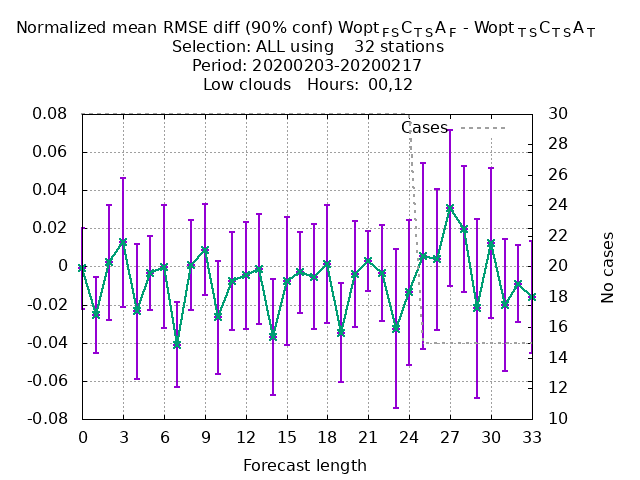 Normalized mean RMSE diff (90% conf) Wopt FS C TS A F - Wopt TS C TS A T
Selection: ALL using 32 stations
Period: 20200203-20200217
Low clouds Hours: 00,12
Cases
0.08
0.06
0.04
0.02
0
-0.02
-0.04
-0.06
-0.08
30
28
26
24
22
20
18
16
14
12
10
No cases
0 3 6 9 12 15 18 21 24 27 30 33
Forecast length